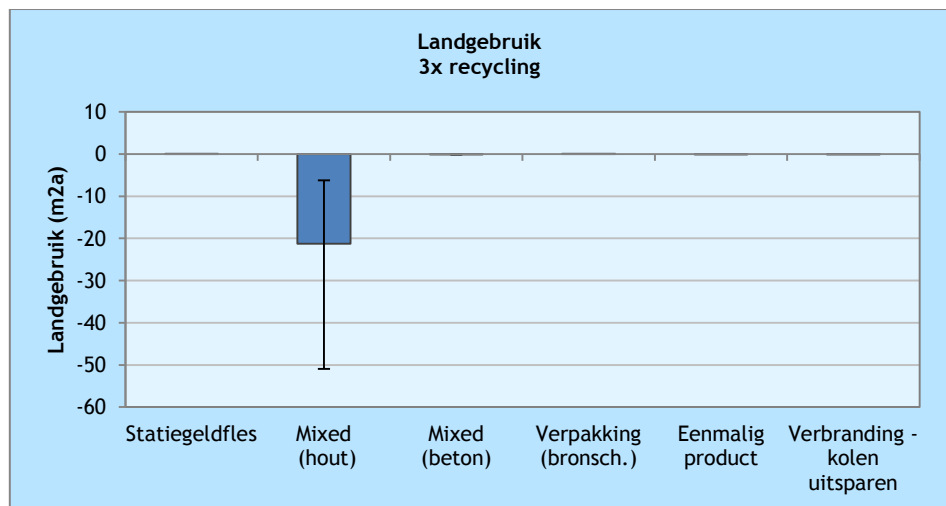 Landgebruik
3x recycling
Landgebruik (m2a)
10
0
-10
-20
-30
-40
-50
-60
Statiegeldfles
Mixed
(hout)
Mixed
(beton)
Verpakking
(bronsch.)
Eenmalig
product
Verbranding -
kolen
uitsparen